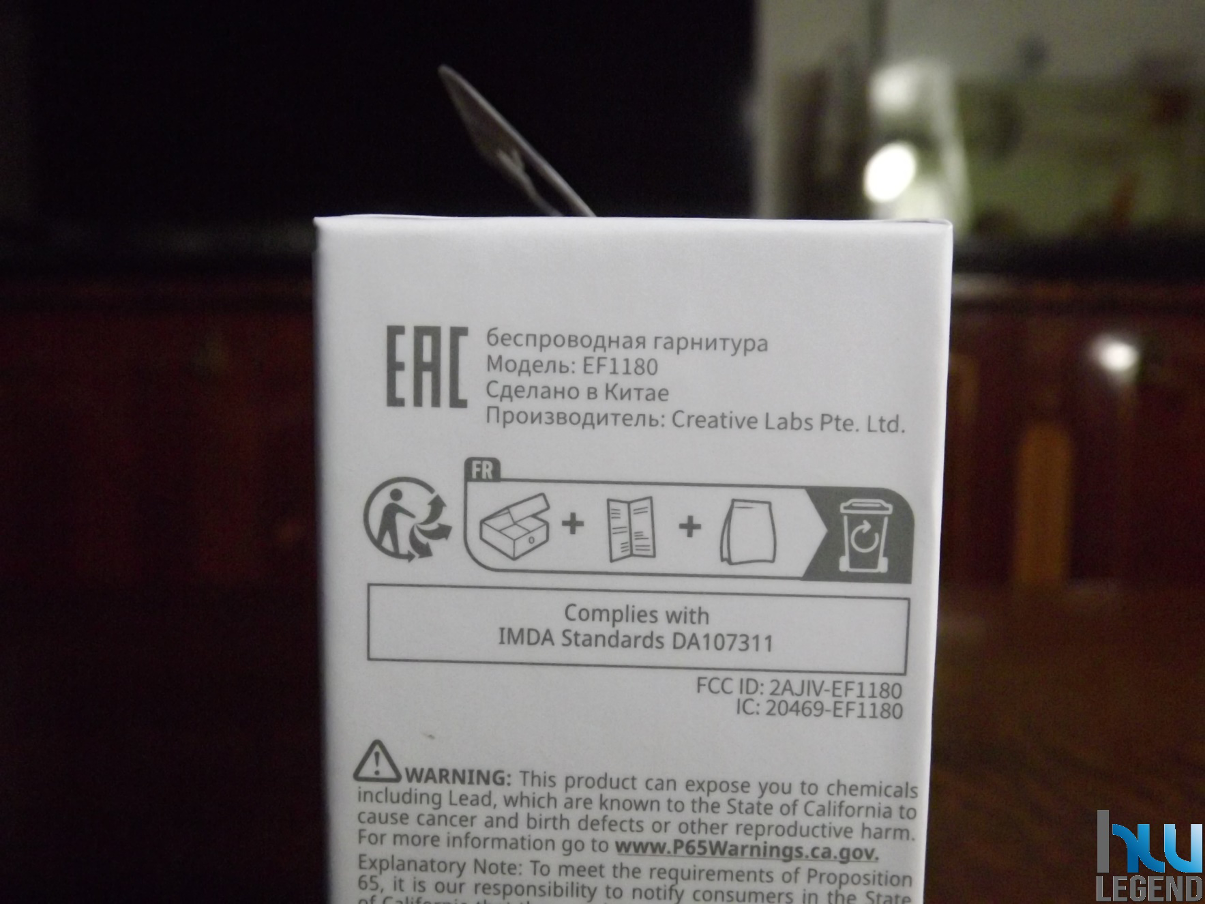 EAC
беспроводная гарнитура
Модель: EF1180
Сделано в Китае
Производитель: Creative Labs Pte. Ltd.
FR
Complies with
IMDA Standards DA107311
FCC ID: 2AJIV-EF1180
IC: 20469-EF1180
WARNING: This product can expose you to chemicals
including Lead, which are known to the State of California to
cause cancer and birth defects or other reproductive harm.
For more information go to www.P65Warnings.ca.gov.
Explanatory Note: To meet the requirements of Proposition
65, it is our responsibility to notify consumers in the State
of California that the
LEGEND